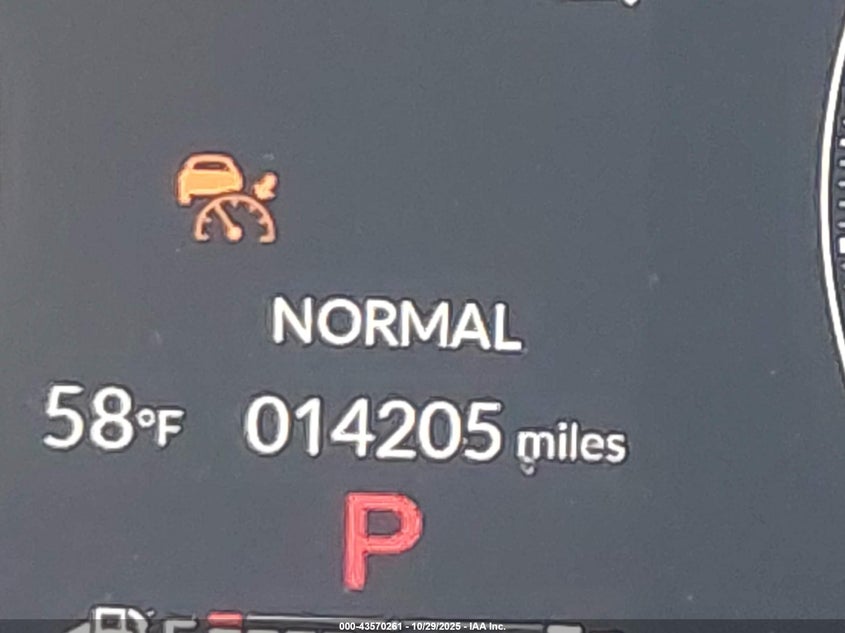 NORMAL
58°F 014205 miles
P
E
000-43570261 - 10/29/2025 - IAA Inc.